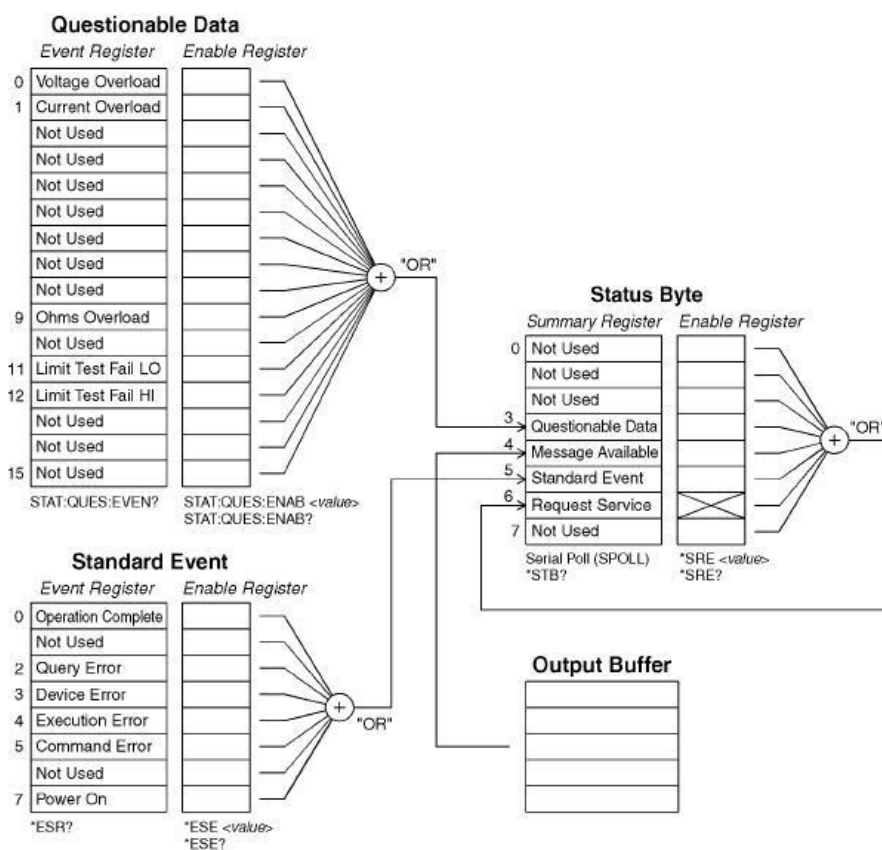 Questionable Data
Event Register Enable Register
0 Voltage Overload
1 Current Overload
Not Used
Not Used
Not Used
Not Used
Not Used
Not Used
Not Used
9 Ohms Overload
Not Used
11 Limit Test Fail LO
12 Limit Test Fail HI
Not Used
Not Used
15 Not Used
+
"OR"
STAT:QUES:EVEN? STAT:QUES:ENAB <value>
STAT:QUES:ENAB?
Standard Event
Event Register Enable Register
0 Operation Complete
Not Used
2 Query Error
3 Device Error
4 Execution Error
5 Command Error
Not Used
7 Power On
+
"OR"
*ESR? *ESE <value>
*ESE?
Status Byte
Summary Register Enable Register
0 Not Used
Not Used
Not Used
3 Questionable Data
4 Message Available
5 Standard Event
6 Request Service
7 Not Used
+
"OR"
Serial Poll (SPOLL) *SRE <value>
*STB? *SRE?
Output Buffer